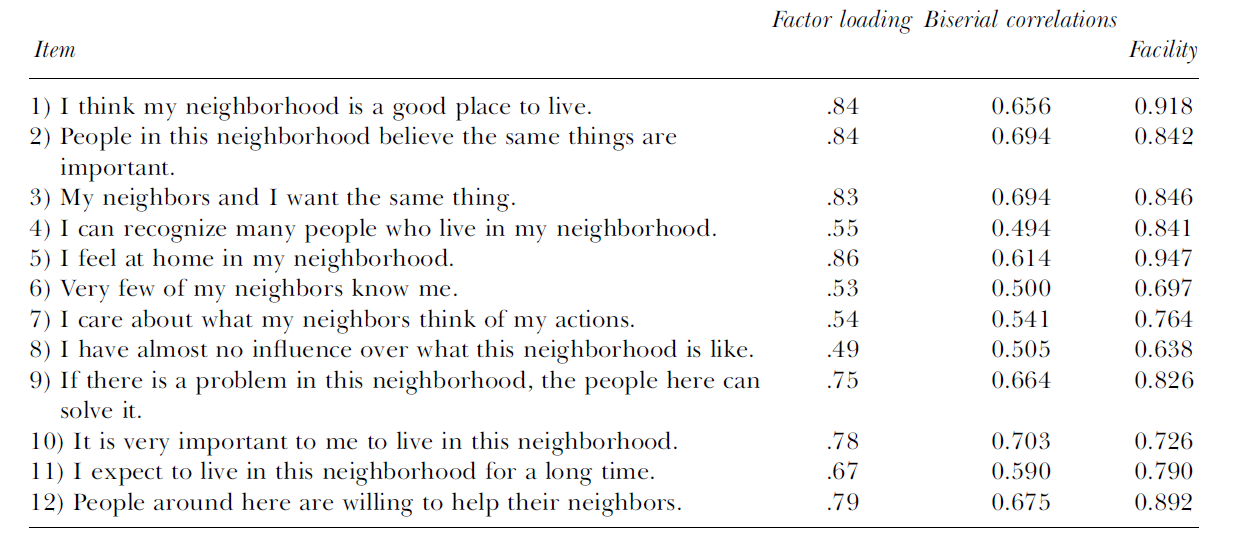 Factor loading Biserial correlations
Item Facility
1) I think my neighborhood is a good place to live. .84 0.656 0.918
2) People in this neighborhood believe the same things are .84 0.694 0.842
important.
3) My neighbors and I want the same thing. .83 0.694 0.846
4) I can recognize many people who live in my neighborhood. .55 0.494 0.841
5) I feel at home in my neighborhood. .86 0.614 0.947
6) Very few of my neighbors know me. .53 0.500 0.697
7) I care about what my neighbors think of my actions. .54 0.541 0.764
8) I have almost no influence over what this neighborhood is like. .49 0.505 0.638
9) If there is a problem in this neighborhood, the people here can .75 0.664 0.826
solve it.
10) It is very important to me to live in this neighborhood. .78 0.703 0.726
11) I expect to live in this neighborhood for a long time. .67 0.590 0.790
12) People around here are willing to help their neighbors. .79 0.675 0.892